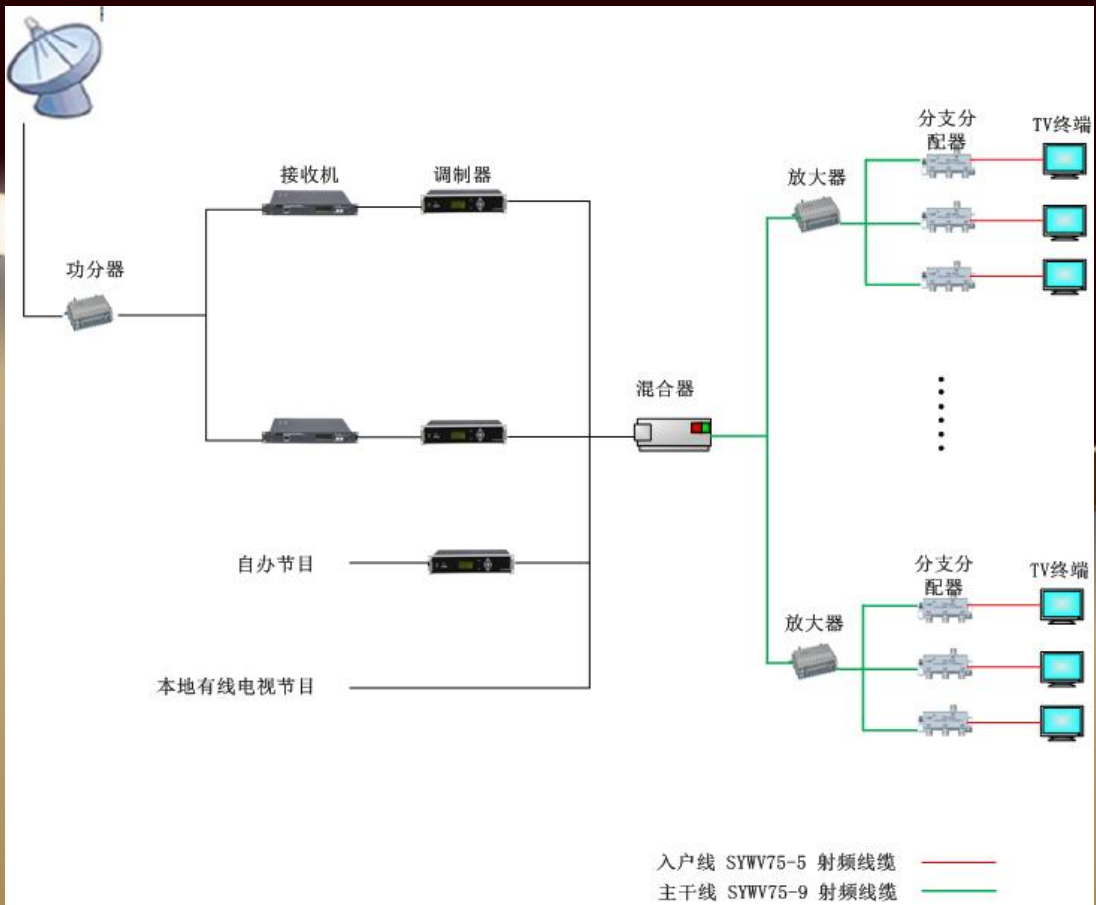 分支分
配器
TV终端
接收机
调制器
放大器
功分器
混合器
自办节目
分支分
配器
TV终端
放大器
本地有线电视节目
入户线 SYWV75-5 射频线缆
主干线 SYWV75-9 射频线缆